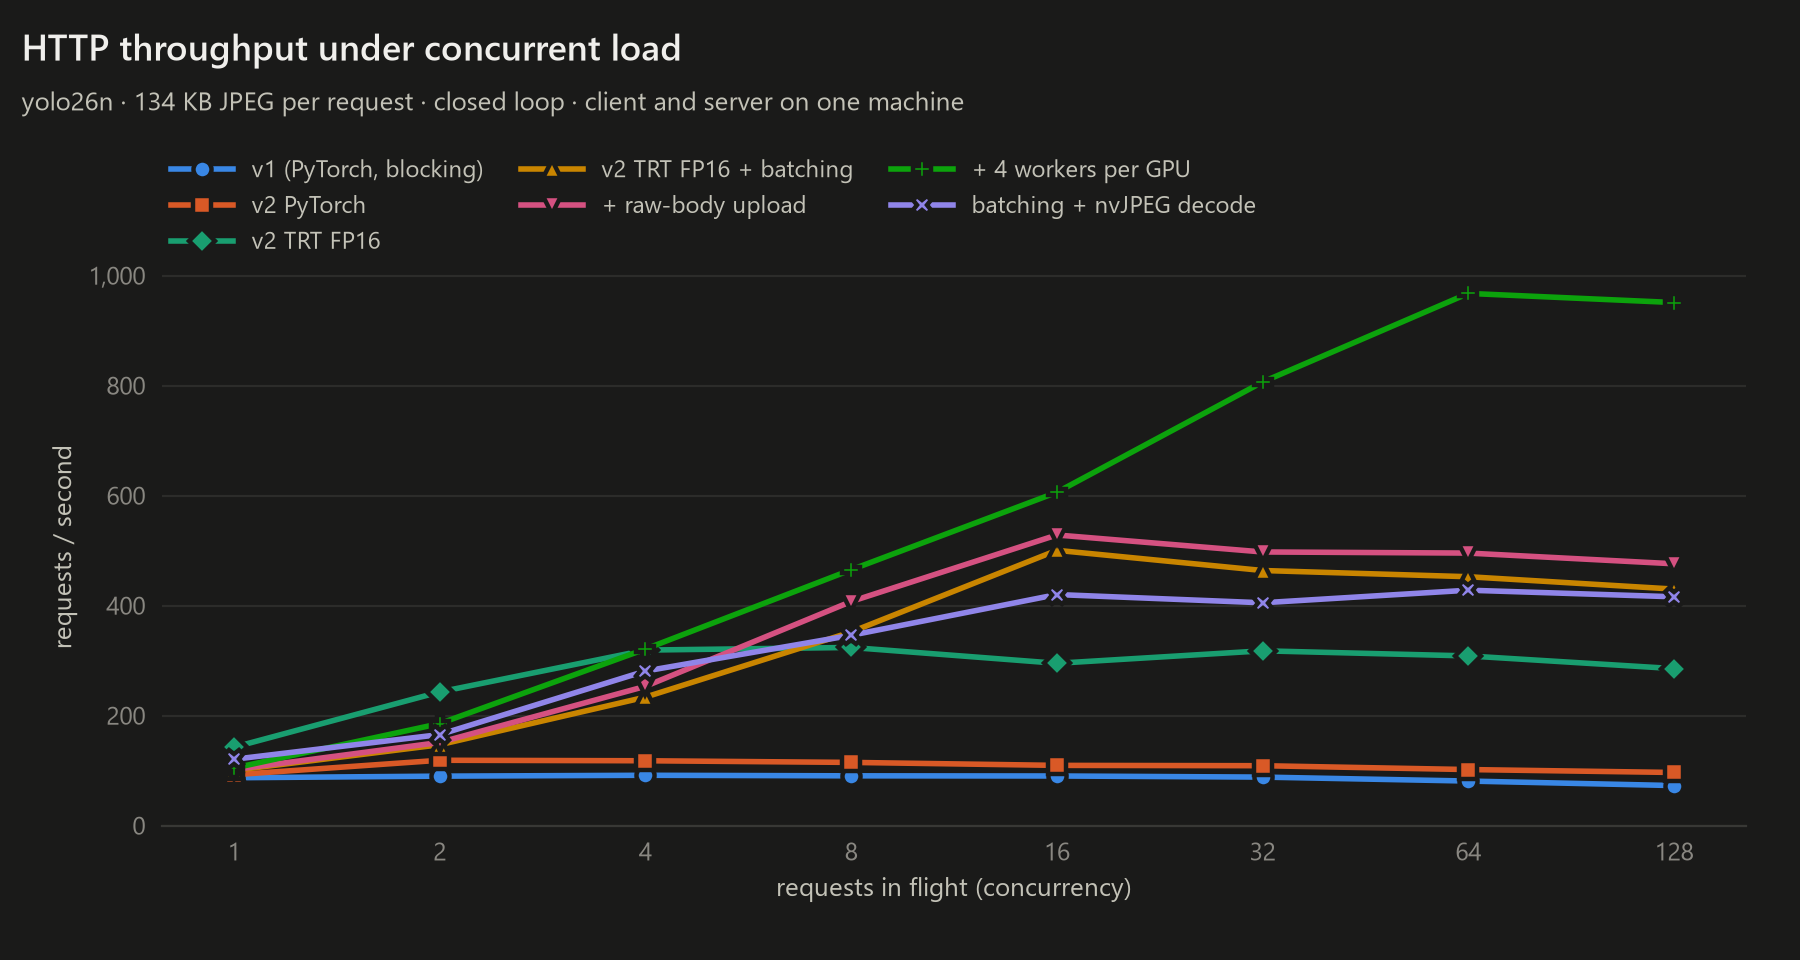 HTTP throughput under concurrent load
yolo26n · 134 KB JPEG per request · closed loop · client and server on one machine
v1 (PyTorch, blocking)
v2 PyTorch
v2 TRT FP16
v2 TRT FP16 + batching
+ raw-body upload
+ 4 workers per GPU
batching + nvJPEG decode
1,000
800
600
400
200
0
requests / second
1 2 4 8 16 32 64 128
requests in flight (concurrency)